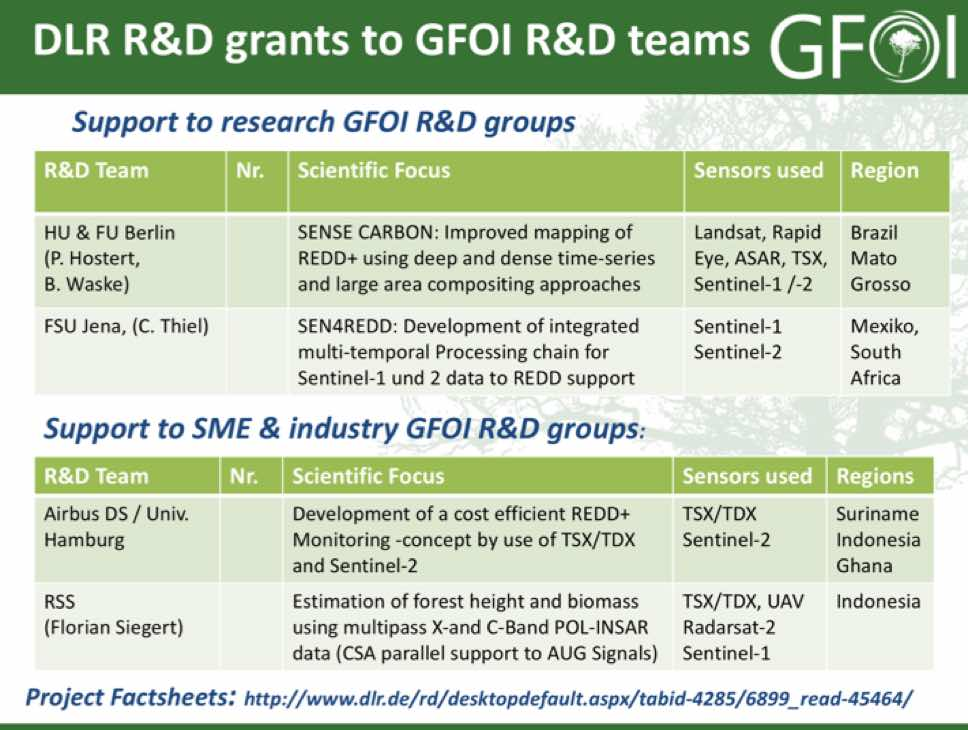 DLR R&D grants to GFOI R&D teams
GFOI
Support to research GFOI R&D groups
R&D Team Nr. Scientific Focus Sensors used Region
HU & FU Berlin
(P. Hostert,
B. Waske)
SENSE CARBON: Improved mapping of
REDD+ using deep and dense time-series
and large area compositing approaches
Landsat, Rapid
Eye, ASAR, TSX,
Sentinel-1 /-2
Brazil
Mato
Grosso
FSU Jena, (C. Thiel)
SEN4REDD: Development of integrated
multi-temporal Processing chain for
Sentinel-1 und 2 data to REDD support
Sentinel-1
Sentinel-2
Mexiko,
South
Africa
Support to SME & industry GFOI R&D groups:
R&D Team Nr. Scientific Focus Sensors used Regions
Airbus DS / Univ.
Hamburg
Development of a cost efficient REDD+
Monitoring -concept by use of TSX/TDX
and Sentinel-2
TSX/TDX
Sentinel-2
Suriname
Indonesia
Ghana
RSS
(Florian Siegert)
Estimation of forest height and biomass
using multipass X-and C-Band POL-INSAR
data (CSA parallel support to AUG Signals)
TSX/TDX, UAV
Radarsat-2
Sentinel-1
Indonesia
Project Factsheets: http://www.dlr.de/rd/desktopdefault.aspx/tabid-4285/6899_read-45464/